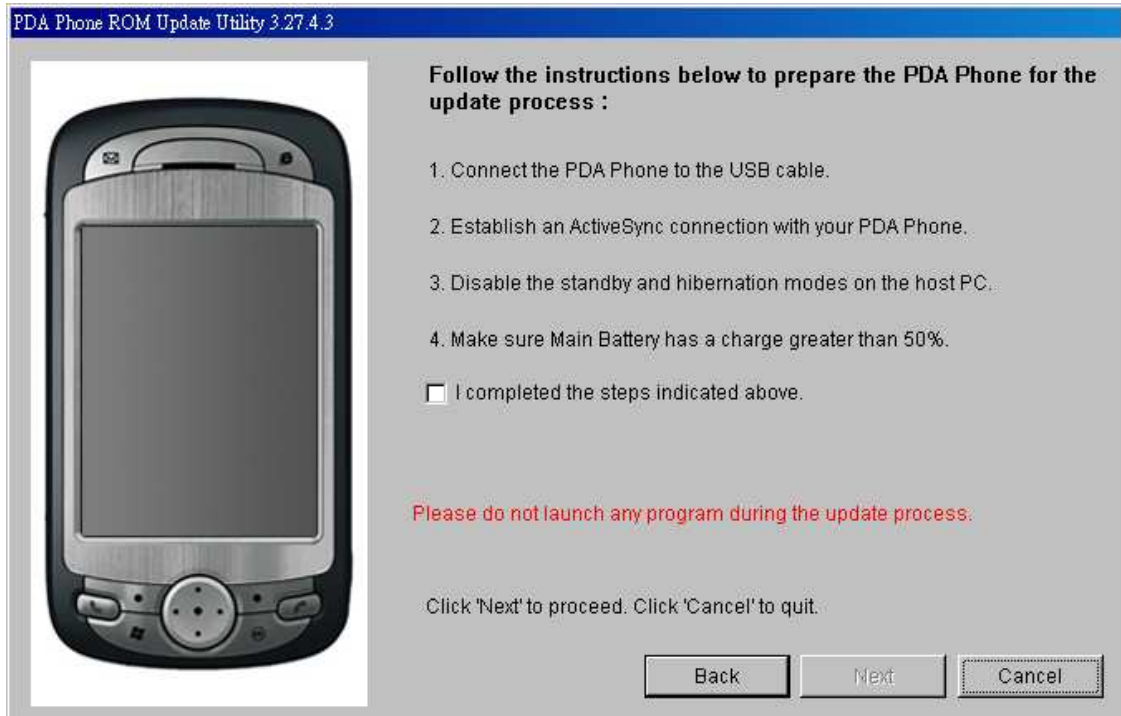 PDA Phone ROM Update Utility 3.27.4.3
Follow the instructions below to prepare the PDA Phone for the
update process :
1. Connect the PDA Phone to the USB cable.
2. Establish an ActiveSync connection with your PDA Phone.
3. Disable the standby and hibernation modes on the host PC.
4. Make sure Main Battery has a charge greater than 50%.
I completed the steps indicated above.
Please do not launch any program during the update process.
Click 'Next' to proceed. Click 'Cancel' to quit.
Back
Next
Cancel